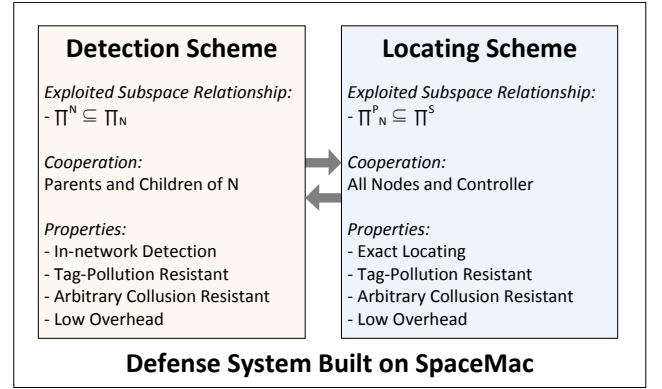 Detection Scheme
Exploited Subspace Relationship:
- ∏^N ⊆ ∏_N
Cooperation:
Parents and Children of N
Properties:
- In-network Detection
- Tag-Pollution Resistant
- Arbitrary Collusion Resistant
- Low Overhead
Locating Scheme
Exploited Subspace Relationship:
- ∏^P_N ⊆ ∏^S
Cooperation:
All Nodes and Controller
Properties:
- Exact Locating
- Tag-Pollution Resistant
- Arbitrary Collusion Resistant
- Low Overhead
Defense System Built on SpaceMac